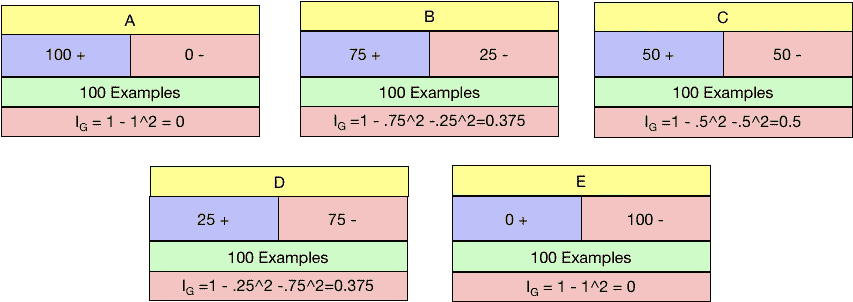 A
100 + 0 -
100 Examples
I_G = 1 - 1^2 = 0
B
75 + 25 -
100 Examples
I_G =1 - .75^2 -.25^2=0.375
C
50 + 50 -
100 Examples
I_G =1 - .5^2 -.5^2=0.5
D
25 + 75 -
100 Examples
I_G =1 - .25^2 -.75^2=0.375
E
0 + 100 -
100 Examples
I_G = 1 - 1^2 = 0